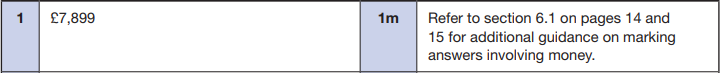 1 £7,899 1m Refer to section 6.1 on pages 14 and
15 for additional guidance on marking
answers involving money.